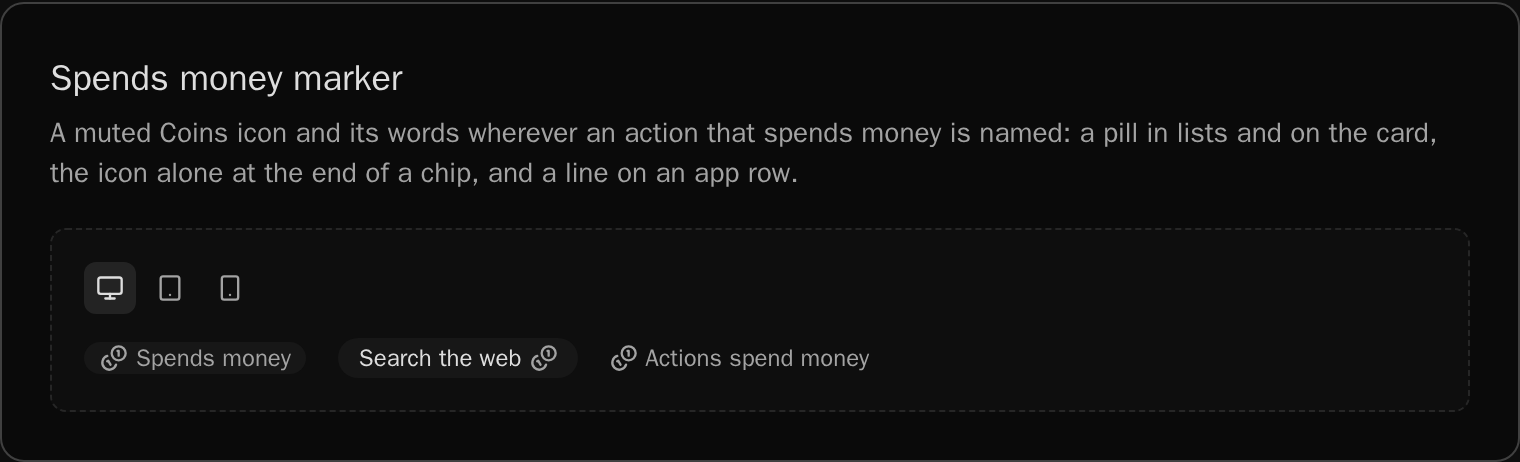 Spends money marker
A muted Coins icon and its words wherever an action that spends money is named: a pill in lists and on the card,
the icon alone at the end of a chip, and a line on an app row.
Spends money
Search the web
Actions spend money